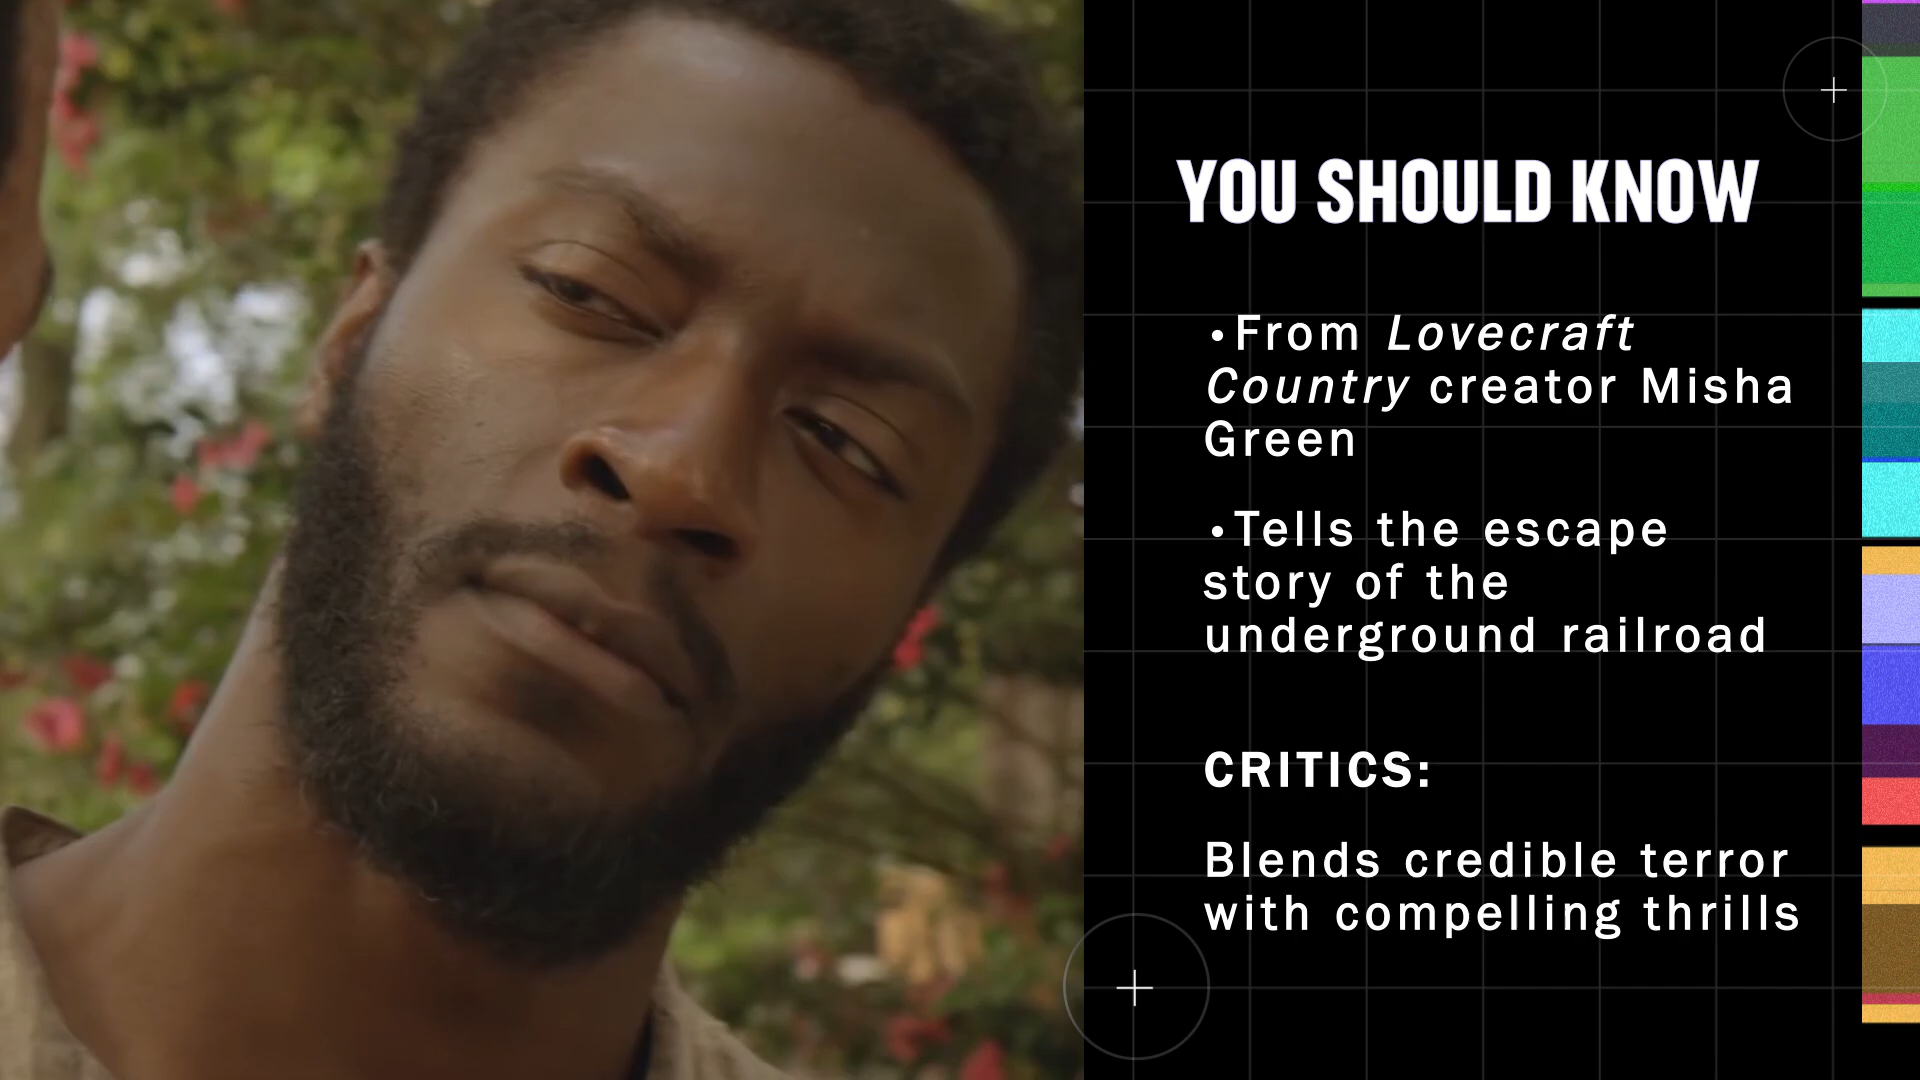 YOU SHOULD KNOW
•From Lovecraft
Country creator Misha
Green
•Tells the escape
story of the
underground railroad
CRITICS:
Blends credible terror
with compelling thrills